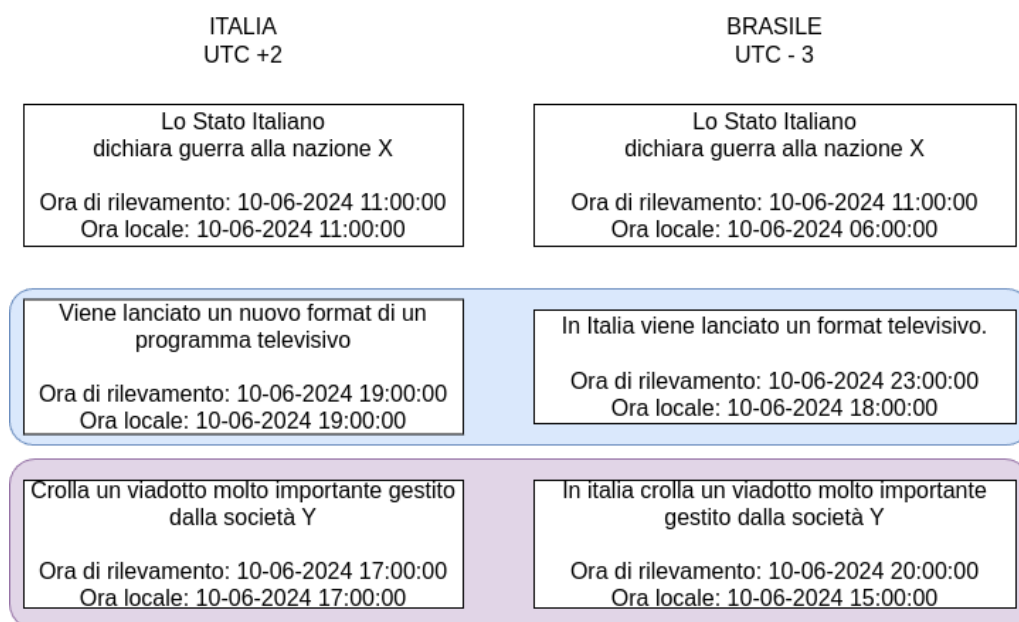 ITALIA
UTC +2
BRASILE
UTC - 3
Lo Stato Italiano
dichiara guerra alla nazione X
Ora di rilevamento: 10-06-2024 11:00:00
Ora locale: 10-06-2024 11:00:00
Lo Stato Italiano
dichiara guerra alla nazione X
Ora di rilevamento: 10-06-2024 11:00:00
Ora locale: 10-06-2024 06:00:00
Viene lanciato un nuovo format di un
programma televisivo
Ora di rilevamento: 10-06-2024 19:00:00
Ora locale: 10-06-2024 19:00:00
In Italia viene lanciato un format televisivo.
Ora di rilevamento: 10-06-2024 23:00:00
Ora locale: 10-06-2024 18:00:00
Crolla un viadotto molto importante gestito
dalla società Y
Ora di rilevamento: 10-06-2024 17:00:00
Ora locale: 10-06-2024 17:00:00
In italia crolla un viadotto molto importante
gestito dalla società Y
Ora di rilevamento: 10-06-2024 20:00:00
Ora locale: 10-06-2024 15:00:00